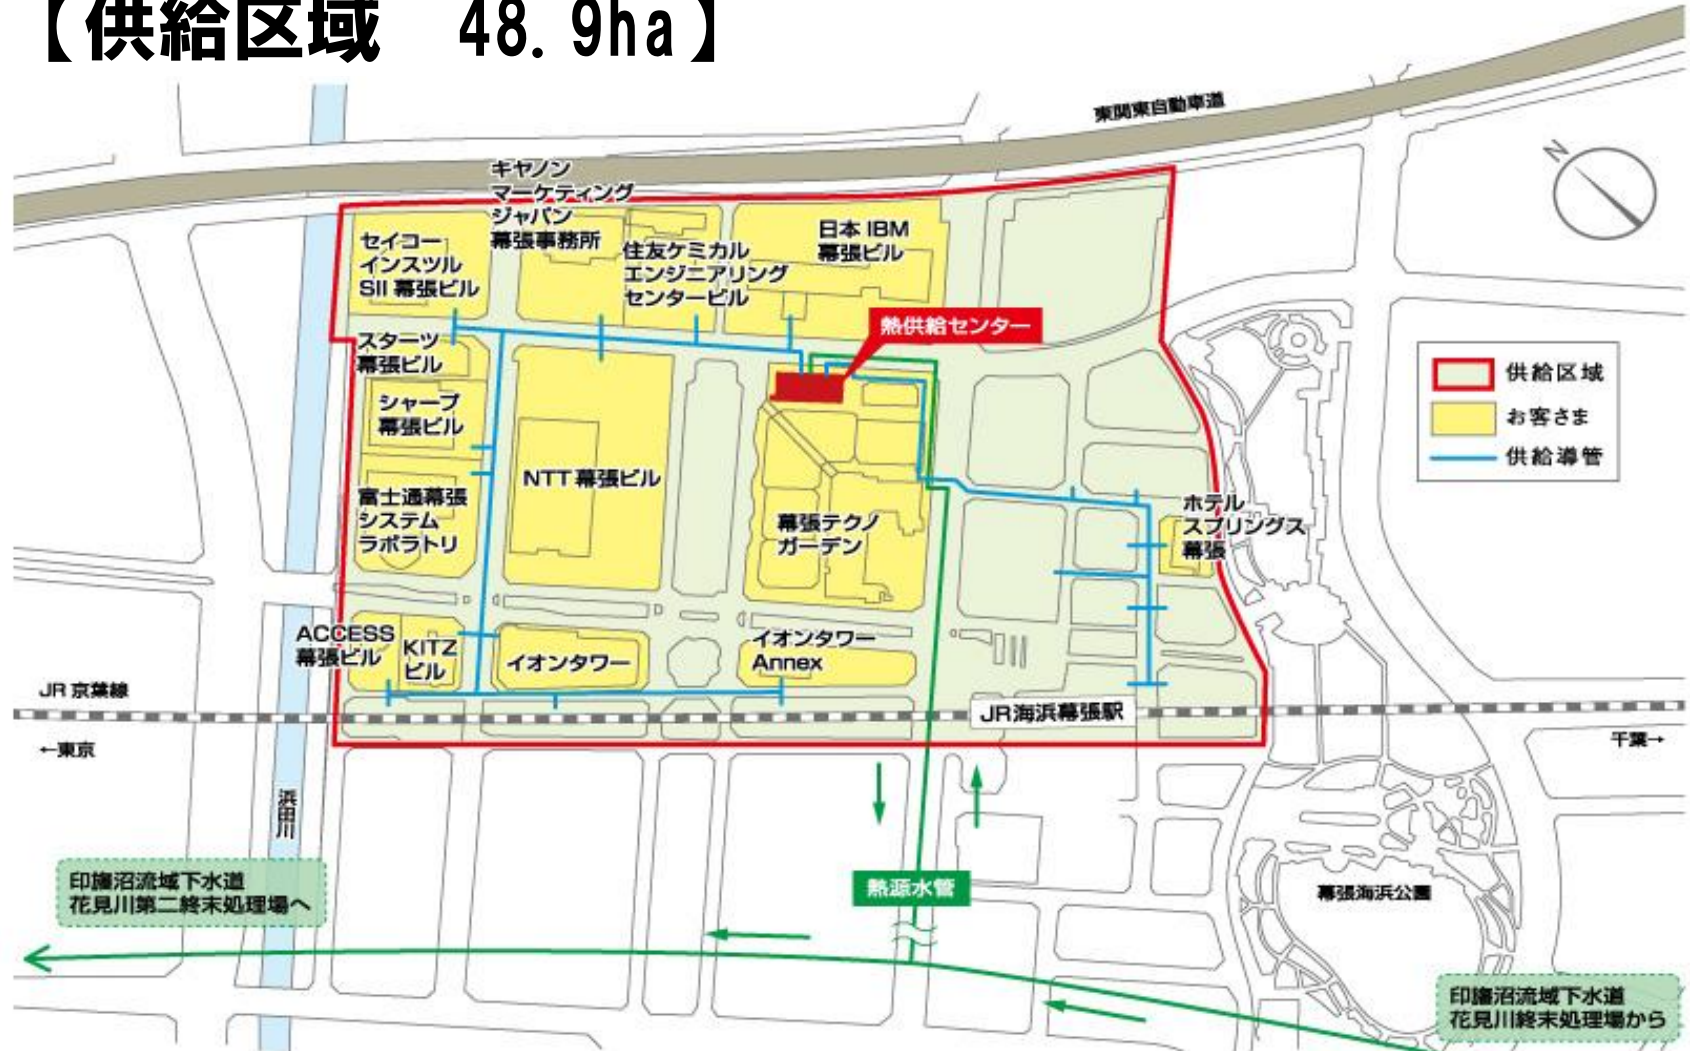 【供給区域 48.9ha】
東関東自動車道
N
キヤノン
マーケティング
ジャパン
幕張事務所
セイコー
インスツル
SII 幕張ビル
住友ケミカル
エンジニアリング
センタービル
日本 IBM
幕張ビル
熱供給センター
スターツ
幕張ビル
シャープ
幕張ビル
NTT 幕張ビル
富士通幕張
システム
ラボラトリ
幕張テクノ
ガーデン
ホテル
スプリングス
幕張
供給区域
お客さま
供給導管
ACCESS
幕張ビル
KITZ
ビル
イオンタワー
イオンタワー
Annex
JR 京葉線
JR海浜幕張駅
←東京
千葉→
浜田川
印旛沼流域下水道
花見川第二終末処理場へ
熱源水管
幕張海浜公園
印旛沼流域下水道
花見川終末処理場から